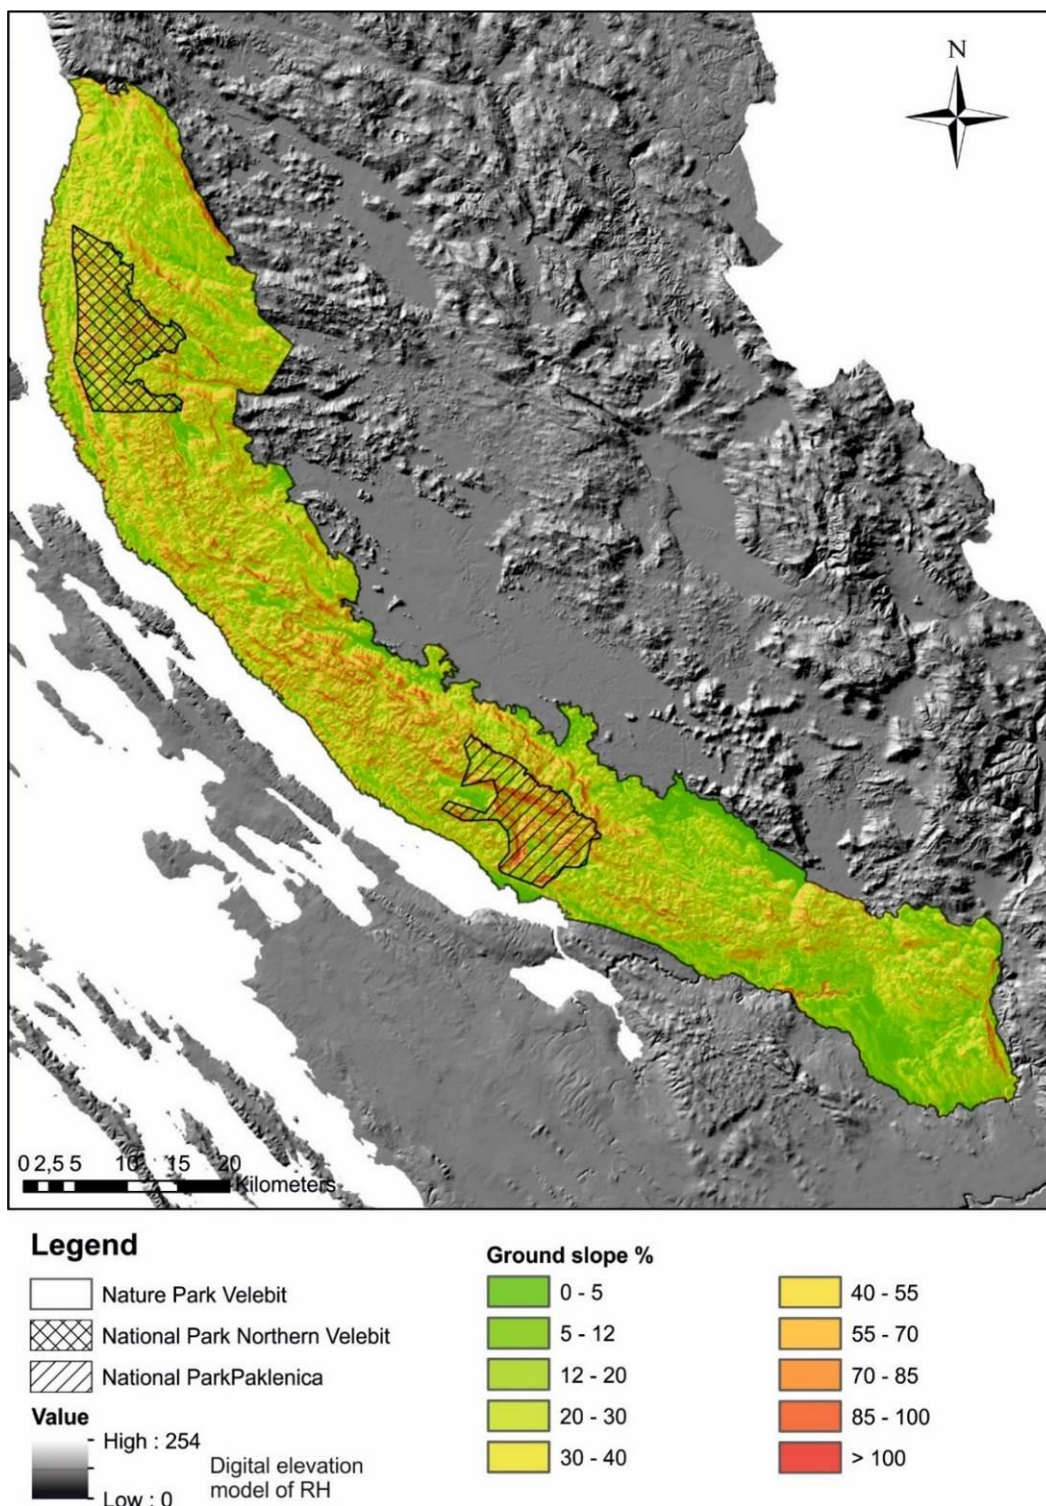 N
0 2,5 5 10 15 20
Kilometers
Legend
Nature Park Velebit
National Park Northern Velebit
National ParkPaklenica
Value
High : 254
Low : 0
Digital elevation
model of RH
Ground slope %
0 - 5
5 - 12
12 - 20
20 - 30
30 - 40
40 - 55
55 - 70
70 - 85
85 - 100
> 100